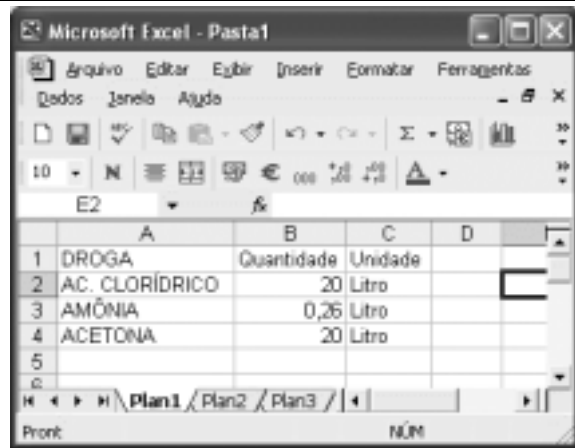 Microsoft Excel - Pasta1
Arquivo Editar Exibir Inserir Formatar Ferramentas
Dados Janela Ajuda
10 N € 000 A
E2 fx
A B C D
1 DROGA Quantidade Unidade
2 AC. CLORÍDRICO 20 Litro
3 AMÔNIA 0,26 Litro
4 ACETONA 20 Litro
5
6
Plan1 Plan2 Plan3
Pront NÚM